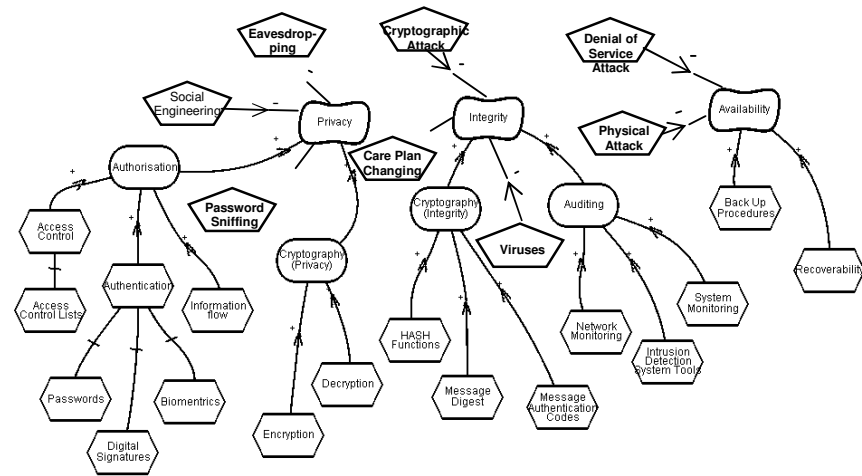 Eavesdrop-
ping
Cryptographic
Attack
Denial of
Service
Attack
Social
Engineering
Privacy
Integrity
Availability
Physical
Attack
Care Plan
Changing
Authorisation
Password
Sniffing
Cryptography
(Integrity)
Auditing
Back Up
Procedures
Access
Control
Viruses
Cryptography
(Privacy)
Recoverability
Authentication
Access
Control Lists
Information
flow
System
Monitoring
HASH
Functions
Network
Monitoring
Intrusion
Detection
System Tools
Decryption
Passwords
Biomentrics
Message
Digest
Message
Authentication
Codes
Encryption
Digital
Signatures